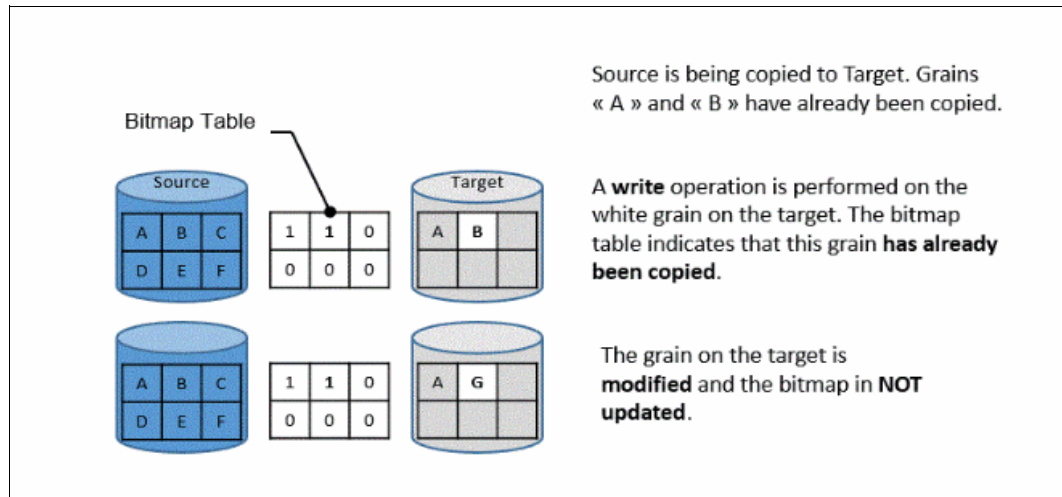 Source is being copied to Target. Grains
« A » and « B » have already been copied.
Bitmap Table
Source
Target
A B C
1 1 0
A B
D E F
0 0 0
A write operation is performed on the
white grain on the target. The bitmap
table indicates that this grain has already
been copied.
A B C
1 1 0
A G
D E F
0 0 0
The grain on the target is
modified and the bitmap in NOT
updated.